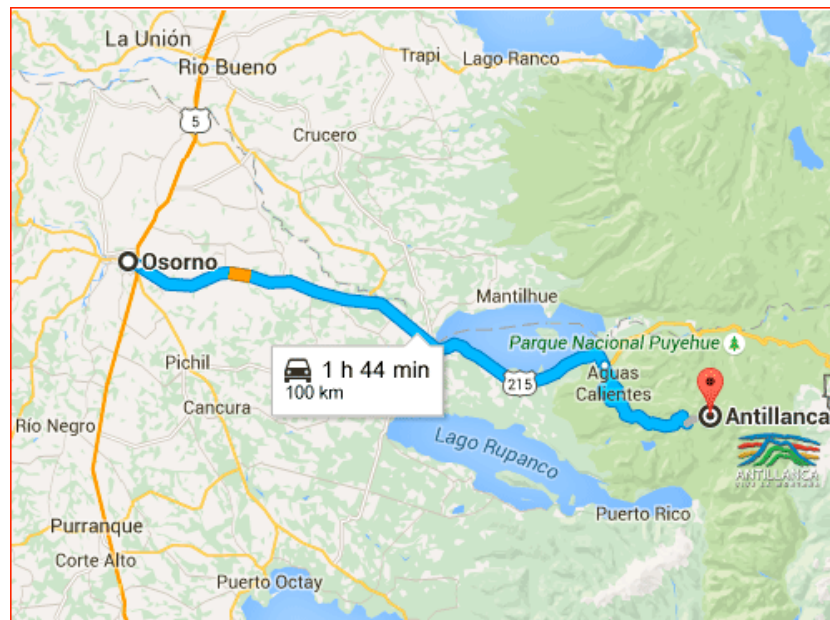 La Unión
Rio Bueno
Trapi
Lago Ranco
5
Crucero
Osorno
Mantilhue
Parque Nacional Puyehue
1 h 44 min
100 km
215
Aguas
Calientes
Pichil
Cancura
Antillanca
Río Negro
Lago Rupanco
ANTILLANCA
Puerto Rico
Purranque
Corte Alto
Puerto Octay